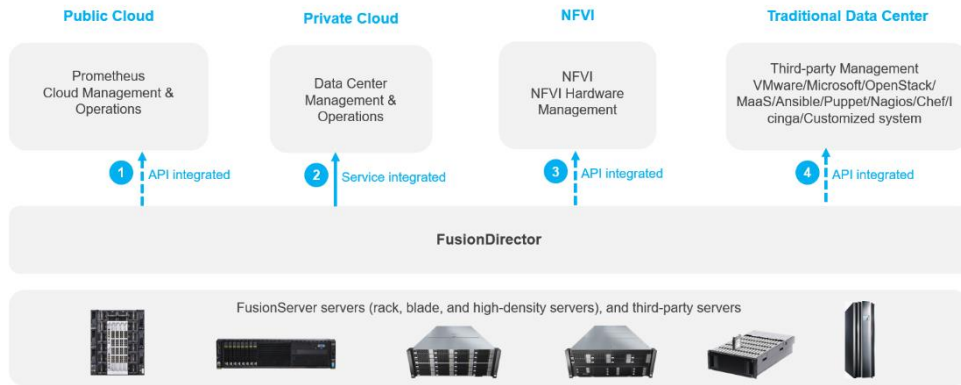 Public Cloud
Private Cloud
NFVI
Traditional Data Center
Prometheus
Cloud Management &
Operations
Data Center
Management &
Operations
NFVI
NFVI Hardware
Management
Third-party Management
VMware/Microsoft/OpenStack/
MaaS/Ansible/Puppet/Nagios/Chef/I
cinga/Customized system
1
API integrated
2
Service integrated
3
API integrated
4
API integrated
FusionDirector
FusionServer servers (rack, blade, and high-density servers), and third-party servers